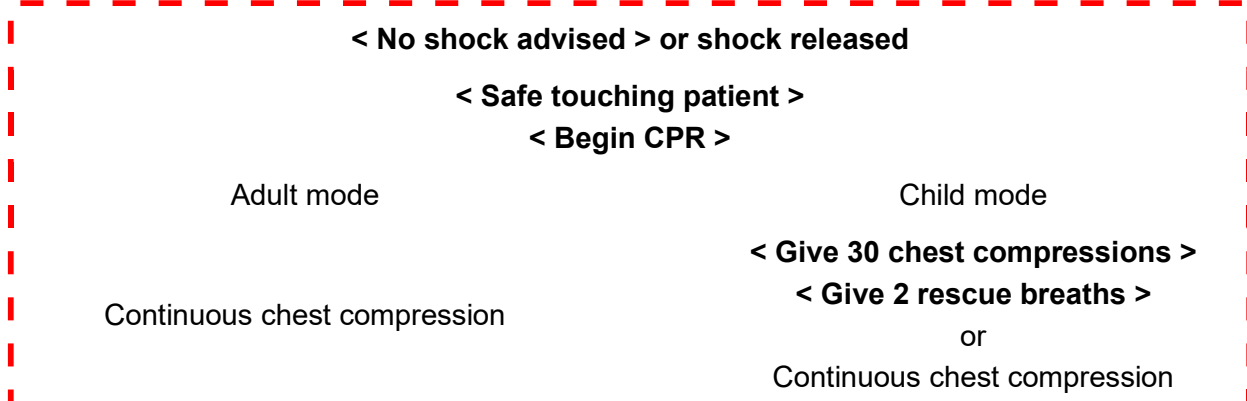 < No shock advised > or shock released
< Safe touching patient >
< Begin CPR >
Adult mode
Child mode
Continuous chest compression
< Give 30 chest compressions >
< Give 2 rescue breaths >
or
Continuous chest compression